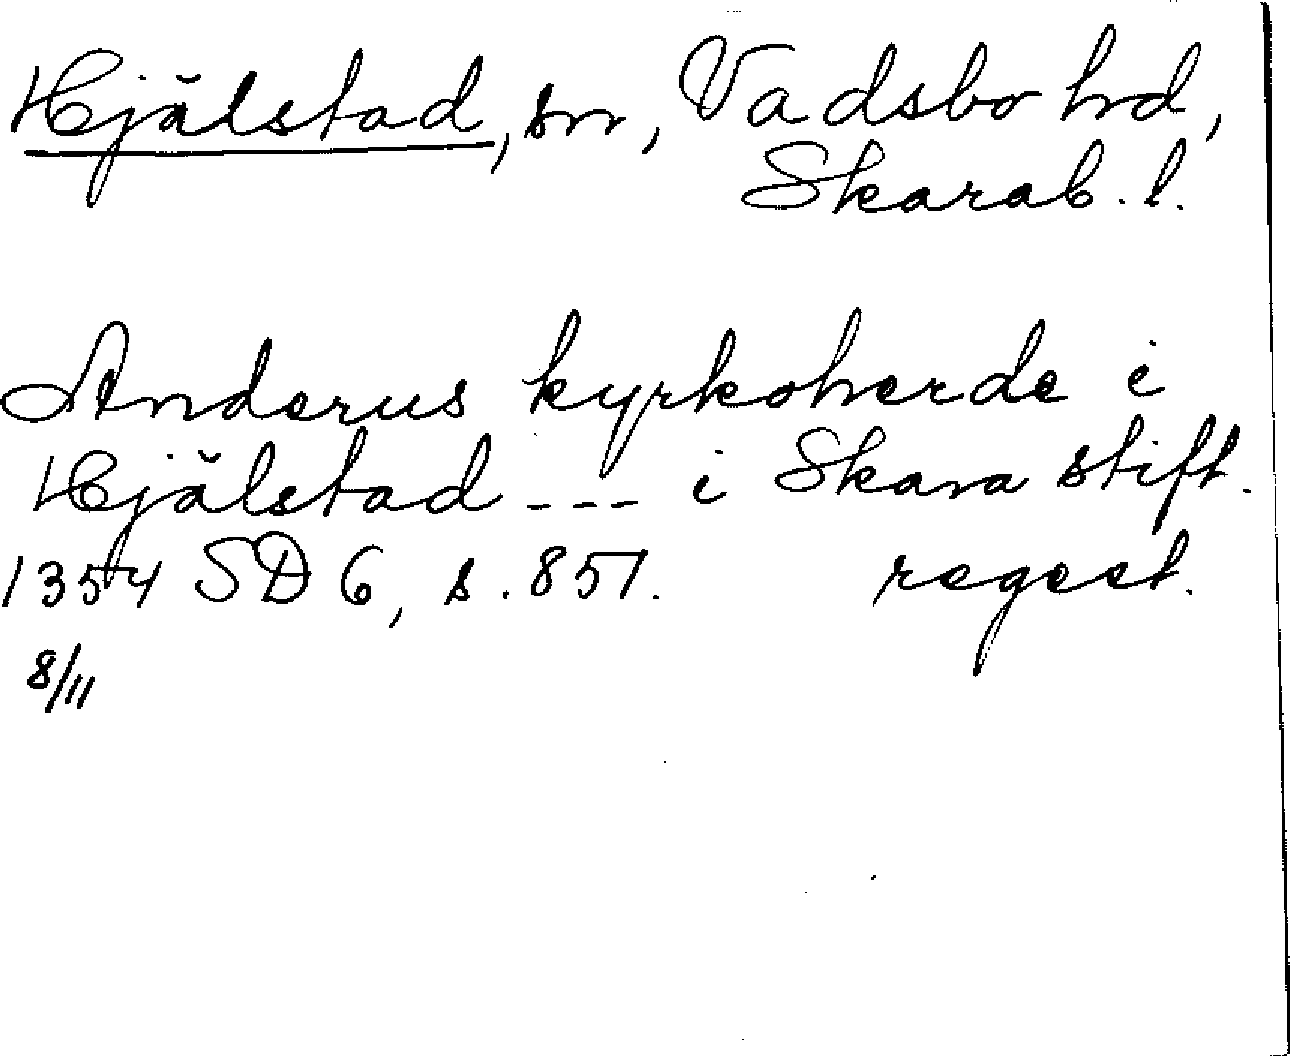 Hjälstad, sn, Vadsbo hd,
Skarab. l.
Anderus kyrkoherde i
Hjälstad --- i Skara stift.
1354 SD 6, s. 851. regest.
8/11